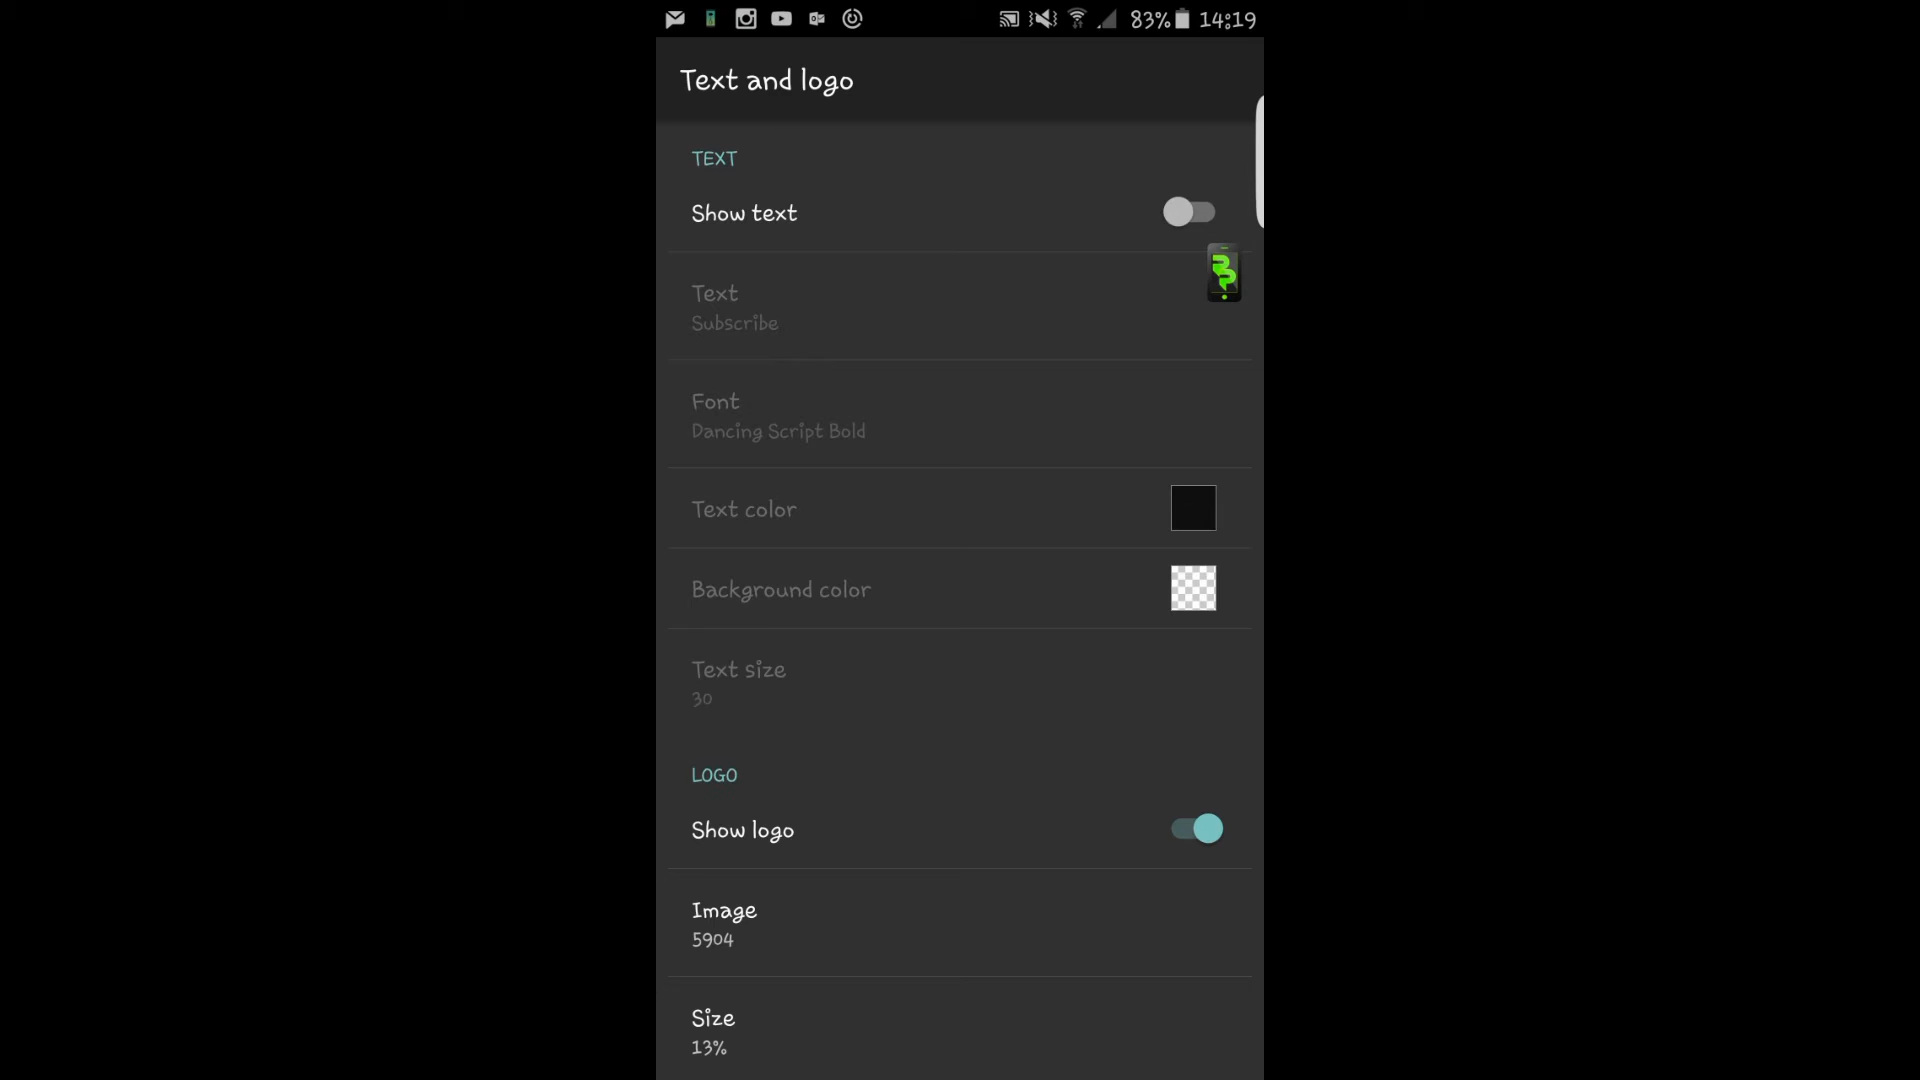 83% 14:19
Text and logo
TEXT
Show text
Text
Subscribe
Font
Dancing Script Bold
Text color
Background color
Text size
30
LOGO
Show logo
Image
5904
Size
13%